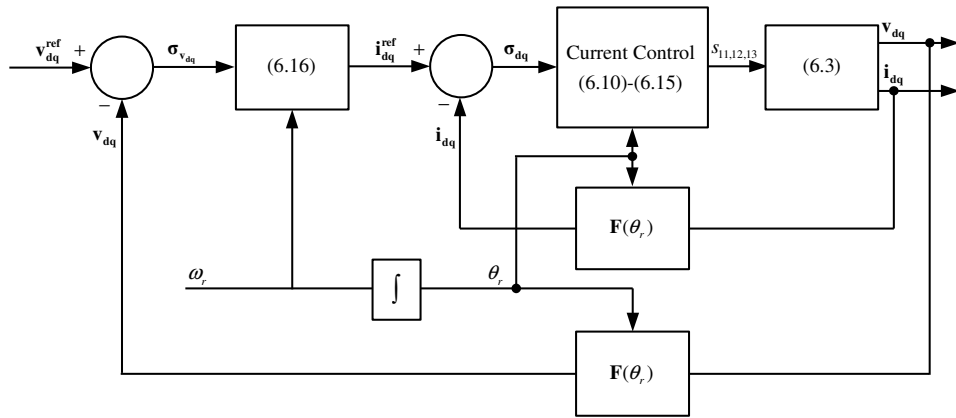 v_dq^ref + σ_v_dq (6.16) i_dq^ref + σ_dq Current Control (6.10)-(6.15) s_11,12,13 (6.3) v_dq
i_dq
−
−
v_dq
i_dq
F(θ_r)
ω_r ∫ θ_r
F(θ_r)